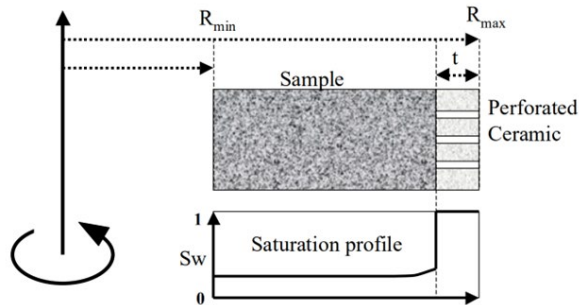 R_min
R_max
t
Sample
Perforated
Ceramic
1
Saturation profile
Sw
0